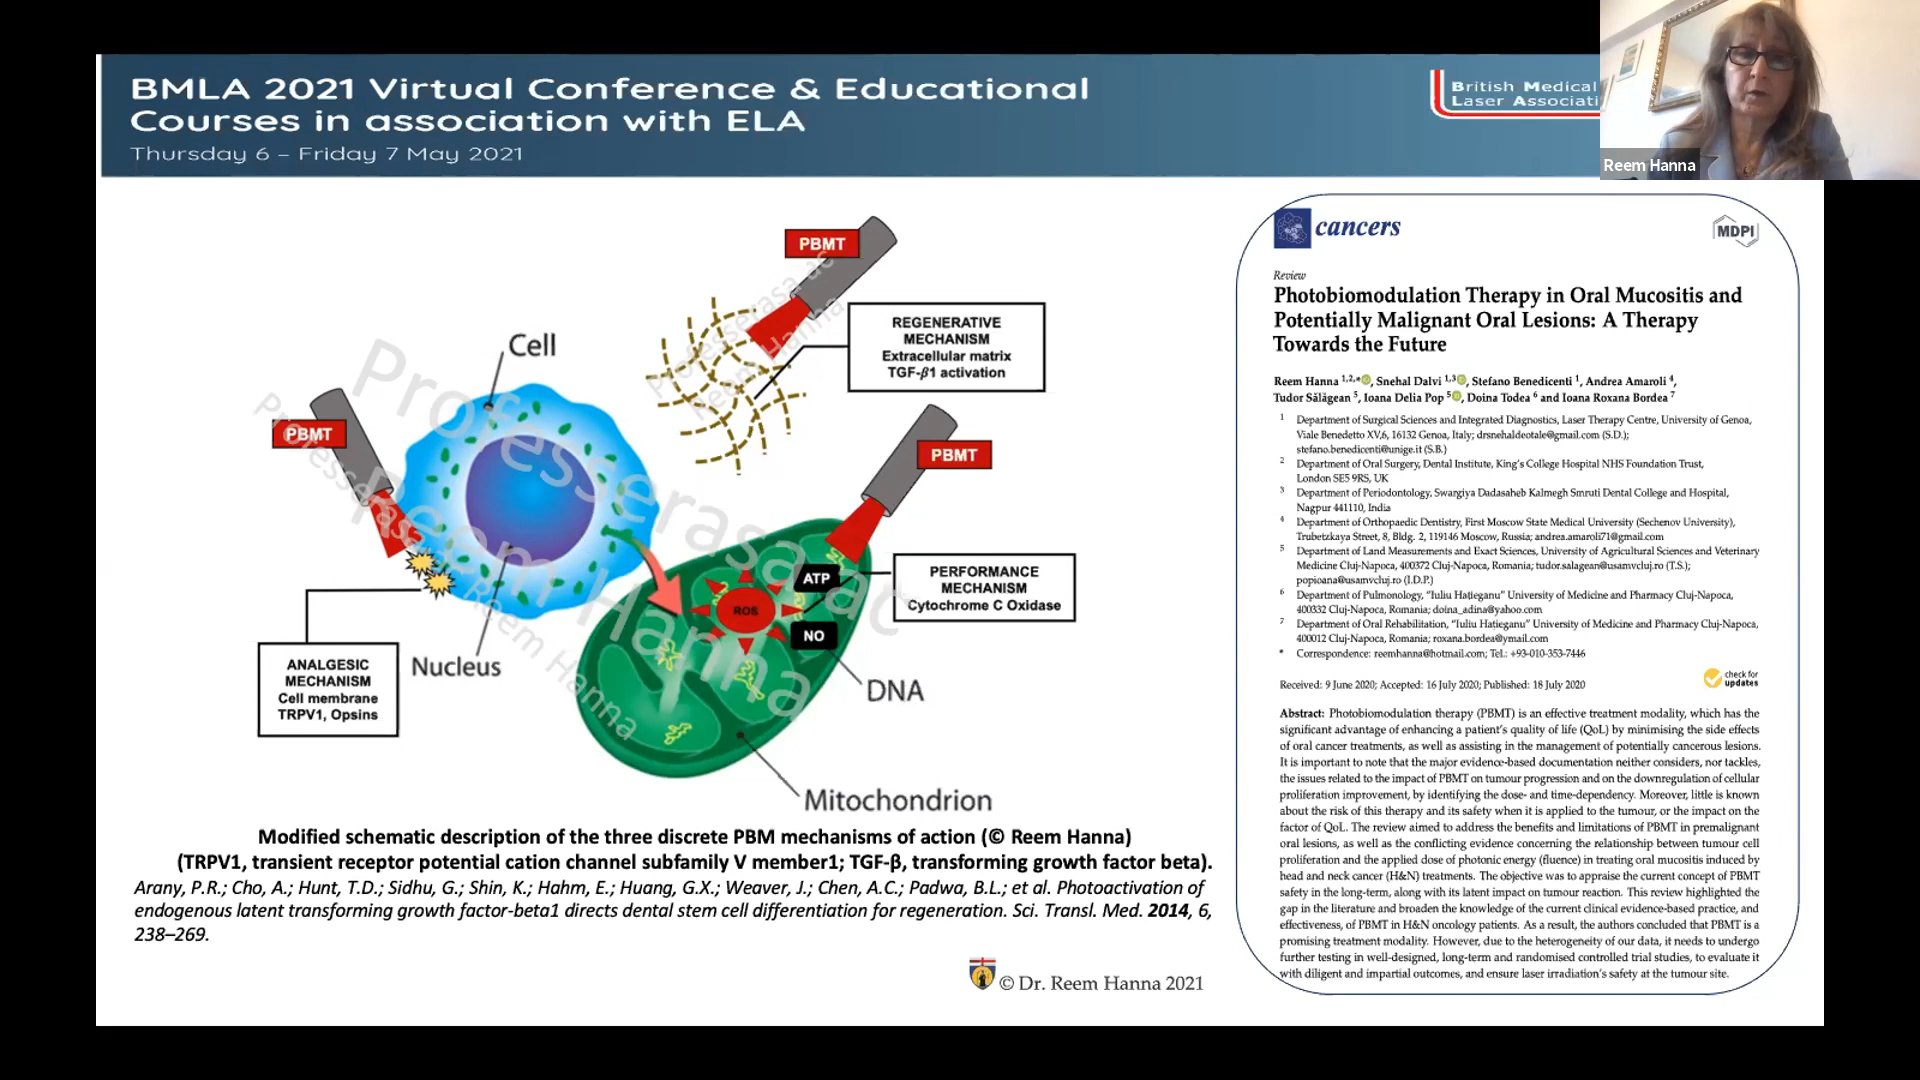 BMLA 2021 Virtual Conference & Educational
Courses in association with ELA
Thursday 6 – Friday 7 May 2021
British Medical
Laser Associati
Reem Hanna
PBMT
REGENERATIVE
MECHANISM
Extracellular matrix
TGF-β1 activation
Cell
PBMT
PBMT
ATP
ROS
NO
PERFORMANCE
MECHANISM
Cytochrome C Oxidase
ANALGESIC
MECHANISM
Cell membrane
TRPV1, Opsins
Nucleus
DNA
Mitochondrion
Professerasa ac
Reem Hanna
Professerasa ac
Reem Hanna
Reem Hanna
Modified schematic description of the three discrete PBM mechanisms of action (© Reem Hanna)
(TRPV1, transient receptor potential cation channel subfamily V member1; TGF-β, transforming growth factor beta).
Arany, P.R.; Cho, A.; Hunt, T.D.; Sidhu, G.; Shin, K.; Hahm, E.; Huang, G.X.; Weaver, J.; Chen, A.C.; Padwa, B.L.; et al. Photoactivation of
endogenous latent transforming growth factor-beta1 directs dental stem cell differentiation for regeneration. Sci. Transl. Med. 2014, 6,
238–269.
© Dr. Reem Hanna 2021
cancers
MDPI
Review
Photobiomodulation Therapy in Oral Mucositis and
Potentially Malignant Oral Lesions: A Therapy
Towards the Future
Reem Hanna 1,2,*, Snehal Dalvi 1,3, Stefano Benedicenti 1, Andrea Amaroli 4,
Tudor Sălăgean 5, Ioana Delia Pop 5, Doina Todea 6 and Ioana Roxana Bordea 7
1 Department of Surgical Sciences and Integrated Diagnostics, Laser Therapy Centre, University of Genoa,
Viale Benedetto XV,6, 16132 Genoa, Italy; drsnehaldeotale@gmail.com (S.D.);
stefano.benedicenti@unige.it (S.B.)
2 Department of Oral Surgery, Dental Institute, King's College Hospital NHS Foundation Trust,
London SE5 9RS, UK
3 Department of Periodontology, Swargiya Dadasaheb Kalmegh Smruti Dental College and Hospital,
Nagpur 441110, India
4 Department of Orthopaedic Dentistry, First Moscow State Medical University (Sechenov University),
Trubetzkaya Street, 8, Bldg. 2, 119146 Moscow, Russia; andrea.amaroli71@gmail.com
5 Department of Land Measurements and Exact Sciences, University of Agricultural Sciences and Veterinary
Medicine Cluj-Napoca, 400372 Cluj-Napoca, Romania; tudor.salagean@usamvcluj.ro (T.S.);
popioana@usamvcluj.ro (I.D.P.)
6 Department of Pulmonology, "Iuliu Hațieganu" University of Medicine and Pharmacy Cluj-Napoca,
400332 Cluj-Napoca, Romania; doina_adina@yahoo.com
7 Department of Oral Rehabilitation, "Iuliu Hațieganu" University of Medicine and Pharmacy Cluj-Napoca,
400012 Cluj-Napoca, Romania; roxana.bordea@ymail.com
* Correspondence: reemhanna@hotmail.com; Tel.: +93-010-353-7446
Received: 9 June 2020; Accepted: 16 July 2020; Published: 18 July 2020
check for
updates
Abstract: Photobiomodulation therapy (PBMT) is an effective treatment modality, which has the
significant advantage of enhancing a patient's quality of life (QoL) by minimising the side effects
of oral cancer treatments, as well as assisting in the management of potentially cancerous lesions.
It is important to note that the major evidence-based documentation neither considers, nor tackles,
the issues related to the impact of PBMT on tumour progression and on the downregulation of cellular
proliferation improvement, by identifying the dose- and time-dependency. Moreover, little is known
about the risk of this therapy and its safety when it is applied to the tumour, or the impact on the
factor of QoL. The review aimed to address the benefits and limitations of PBMT in premalignant
oral lesions, as well as the conflicting evidence concerning the relationship between tumour cell
proliferation and the applied dose of photonic energy (fluence) in treating oral mucositis induced by
head and neck cancer (H&N) treatments. The objective was to appraise the current concept of PBMT
safety in the long-term, along with its latent impact on tumour reaction. This review highlighted the
gap in the literature and broaden the knowledge of the current clinical evidence-based practice, and
effectiveness, of PBMT in H&N oncology patients. As a result, the authors concluded that PBMT is a
promising treatment modality. However, due to the heterogeneity of our data, it needs to undergo
further testing in well-designed, long-term and randomised controlled trial studies, to evaluate it
with diligent and impartial outcomes, and ensure laser irradiation's safety at the tumour site.